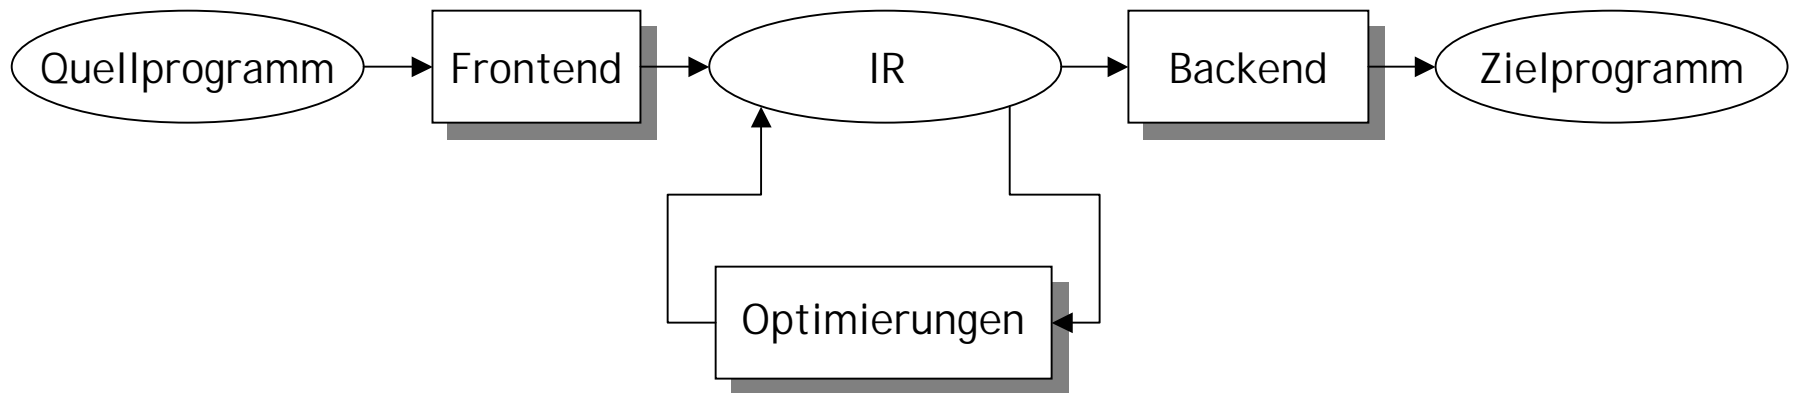 Quellprogramm
Frontend
IR
Backend
Zielprogramm
Optimierungen